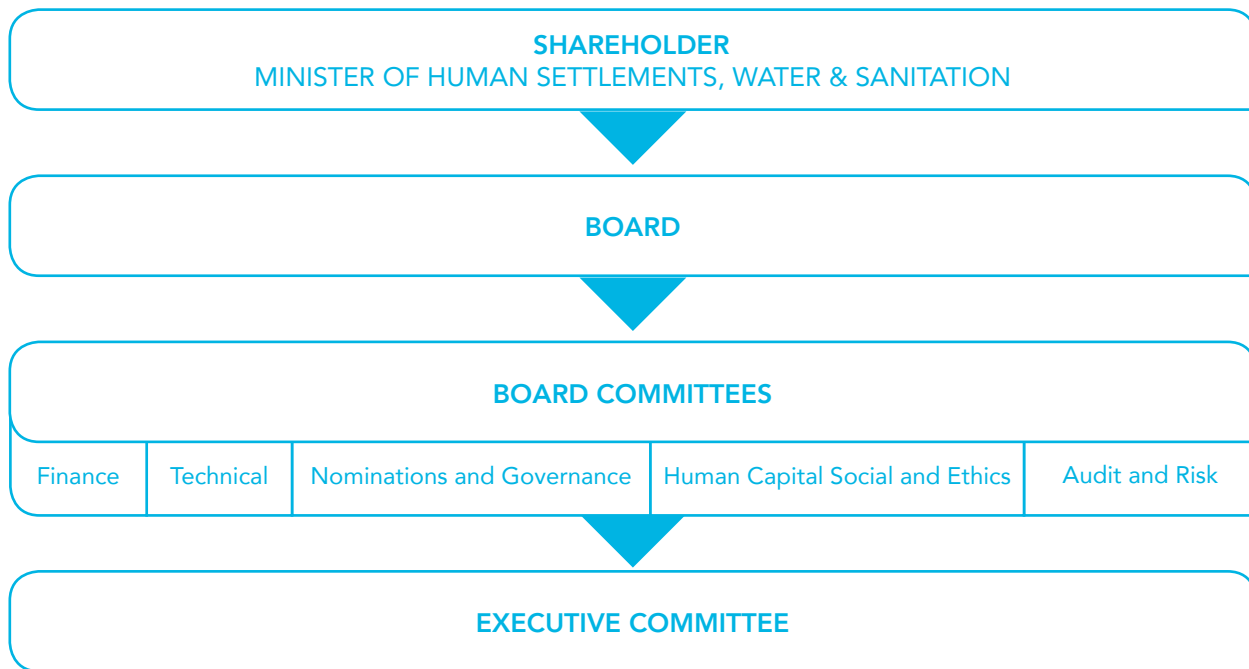 SHAREHOLDER
MINISTER OF HUMAN SETTLEMENTS, WATER & SANITATION
BOARD
BOARD COMMITTEES
Finance
Technical
Nominations and Governance
Human Capital Social and Ethics
Audit and Risk
EXECUTIVE COMMITTEE